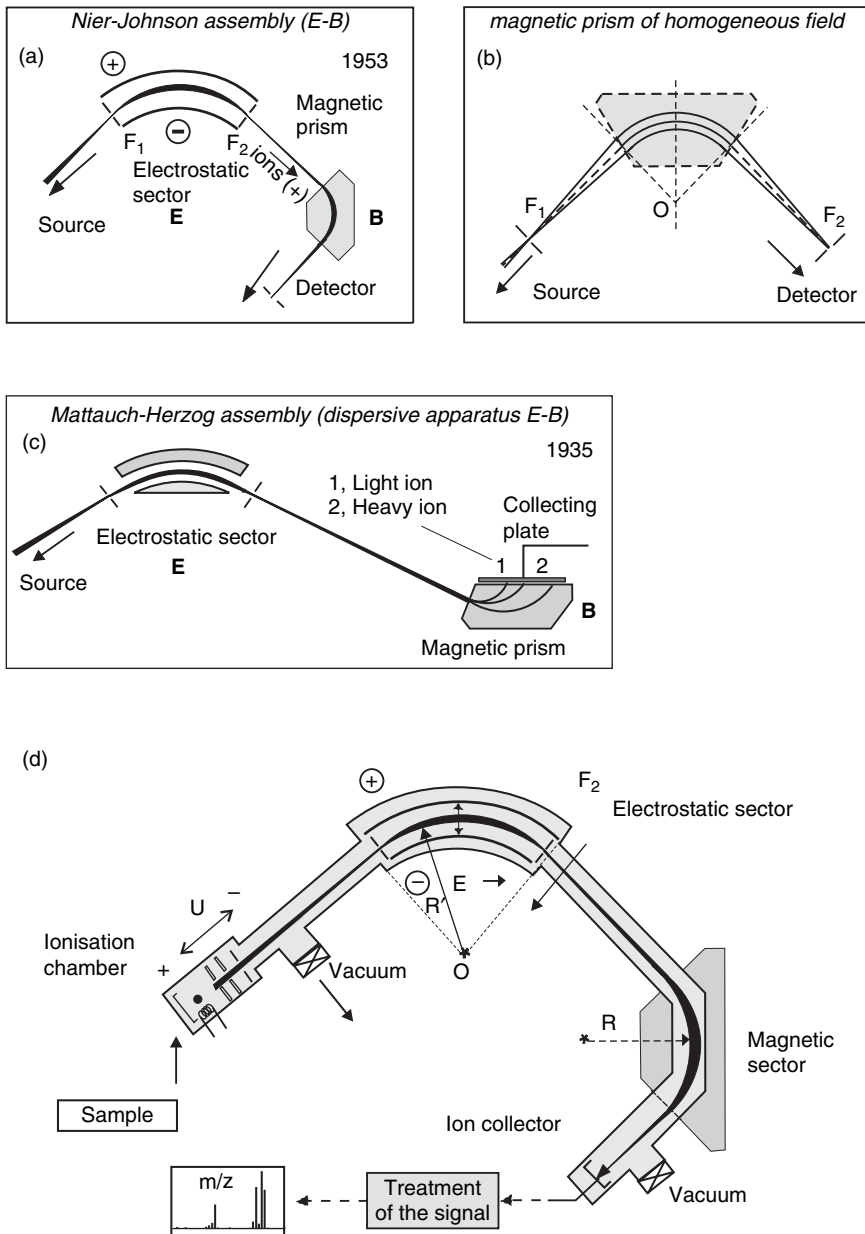 Nier-Johnson assembly (E-B)
(a)
1953
+
Magnetic
prism
−
F1
F2
ions (+)
Electrostatic
sector
E
B
Source
Detector
magnetic prism of homogeneous field
(b)
O
F1
F2
Source
Detector
Mattauch-Herzog assembly (dispersive apparatus E-B)
(c)
1935
1, Light ion
2, Heavy ion
Collecting
plate
Electrostatic sector
E
1
2
Source
B
Magnetic prism
(d)
+
F2
Electrostatic sector
−
E
R′
U
−
Ionisation
chamber
+
Vacuum
O
R
Magnetic
sector
Sample
Ion collector
m/z
Treatment
of the signal
Vacuum